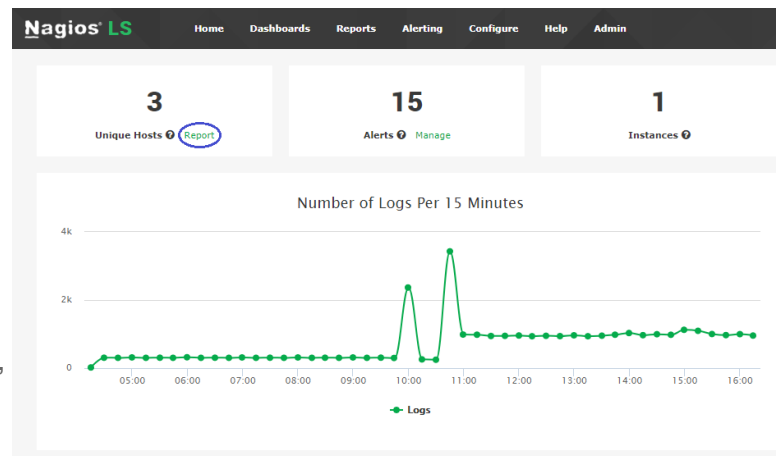 Nagios LS Home Dashboards Reports Alerting Configure Help Admin
3 15 1
Unique Hosts ? Report Alerts ? Manage Instances ?
Number of Logs Per 15 Minutes
4k
2k
0
05:00 06:00 07:00 08:00 09:00 10:00 11:00 12:00 13:00 14:00 15:00 16:00
Logs
,